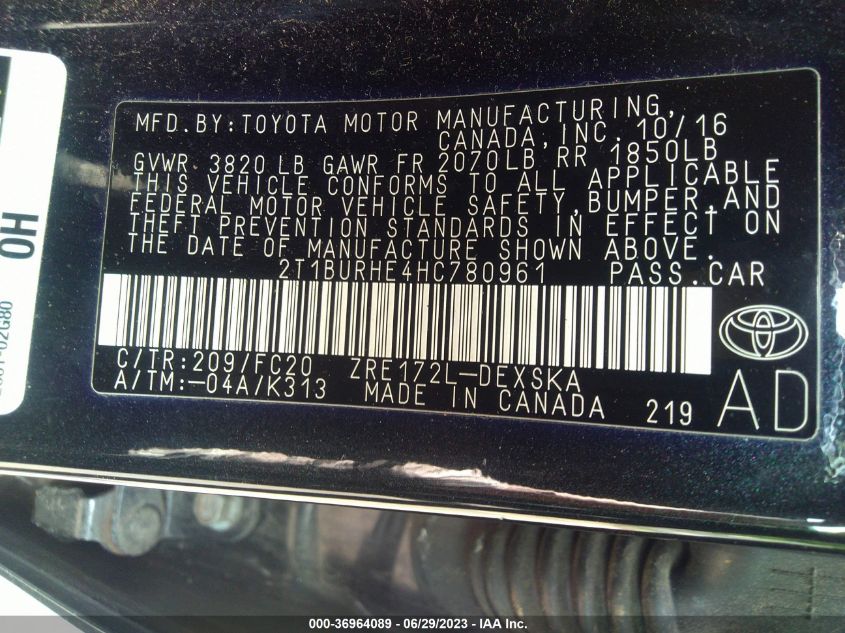 MFD.BY:TOYOTA MOTOR MANUFACTURING,
CANADA,INC. 10/16
GVWR 3820 LB GAWR FR 2070LB RR 1850LB
THIS VEHICLE CONFORMS TO ALL APPLICABLE
FEDERAL MOTOR VEHICLE SAFETY,BUMPER,AND
THEFT PREVENTION STANDARDS IN EFFECT ON
THE DATE OF MANUFACTURE SHOWN ABOVE.
2T1BURHE4HC780961 PASS.CAR
C/TR:209/FC20 ZRE172L-DEXSKA
A/TM:-04A/K313 MADE IN CANADA 219
AD
OH
000-36964089 - 06/29/2023 - IAA Inc.